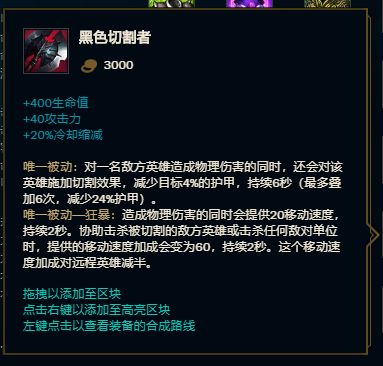 黑色切割者
3000
+400生命值
+40攻击力
+20%冷却缩减
唯一被动：对一名敌方英雄造成物理伤害的同时，还会对该
英雄施加切割效果，减少目标4%的护甲，持续6秒（最多叠
加6次，减少24%护甲）。
唯一被动—狂暴：造成物理伤害的同时会提供20移动速度，
持续2秒。协助击杀被切割的敌方英雄或击杀任何敌对单位
时，提供的移动速度加成会变为60，持续2秒。这个移动速
度加成对远程英雄减半。
拖拽以添加至区块
点击右键以添加至高亮区块
左键点击以查看装备的合成路线